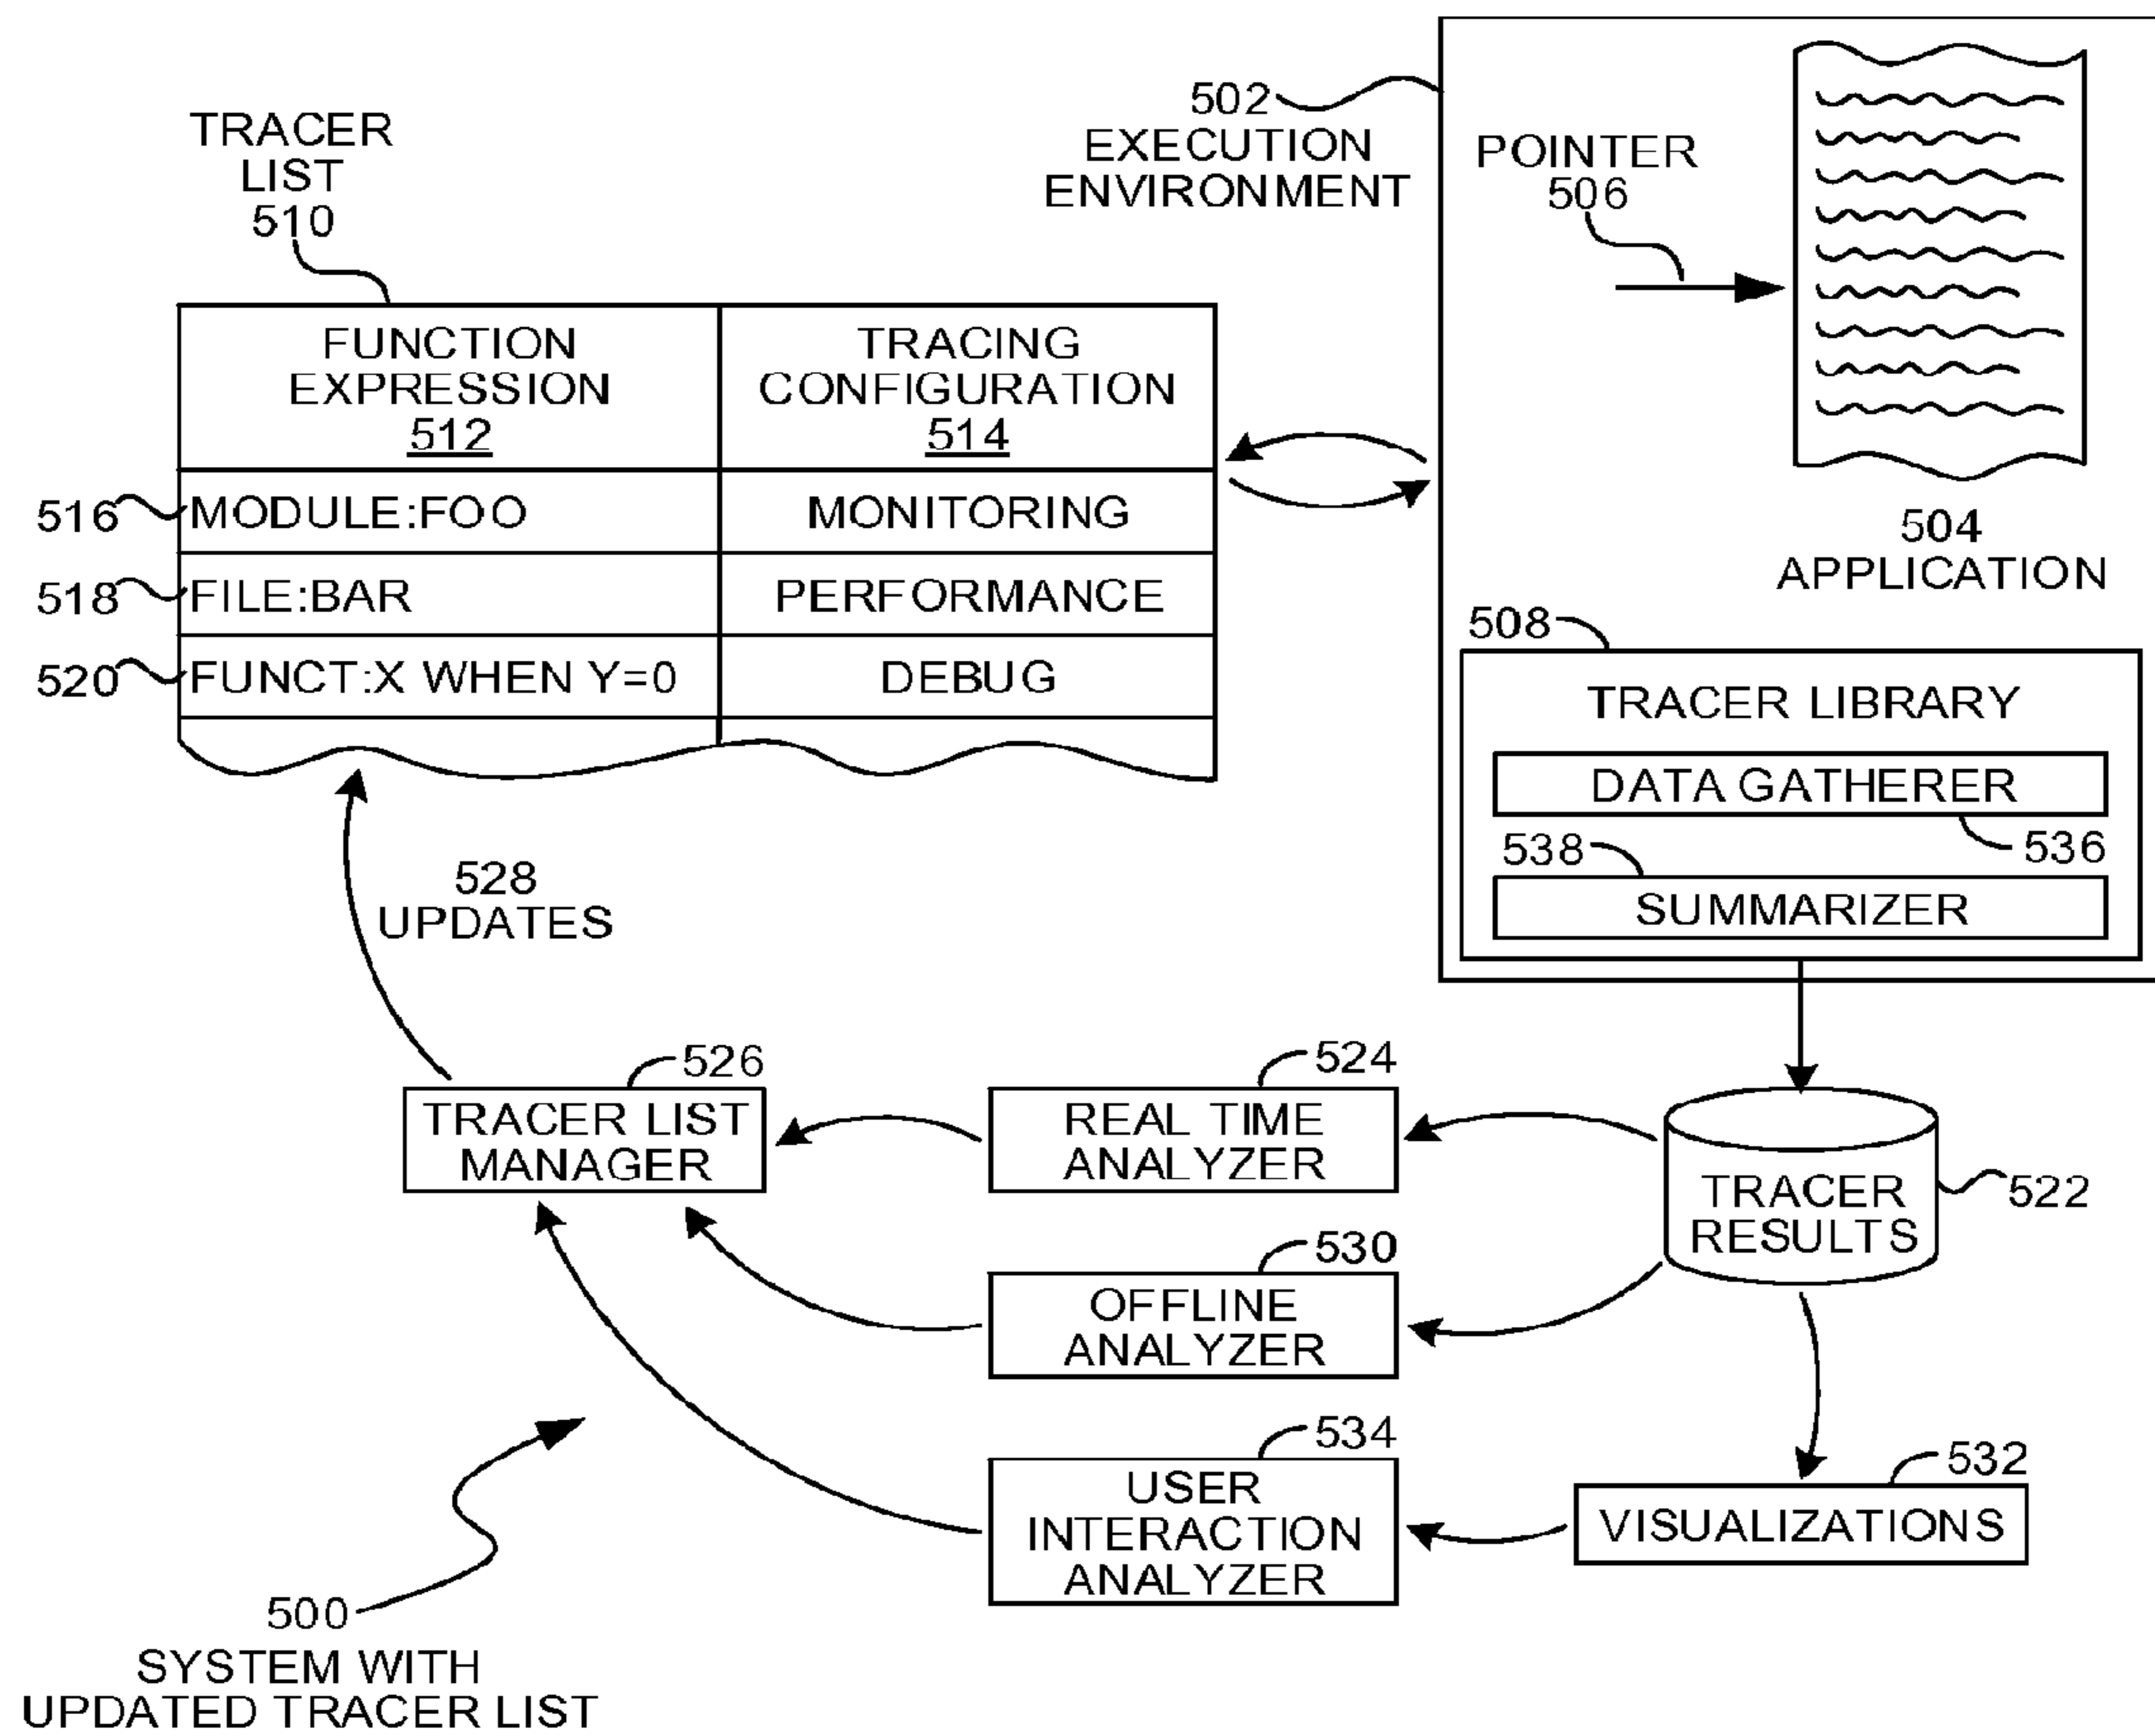 TRACER
LIST
510
502
EXECUTION
ENVIRONMENT
POINTER
506
504
APPLICATION
FUNCTION
EXPRESSION
512
TRACING
CONFIGURATION
514
516
MODULE:FOO
MONITORING
518
FILE:BAR
PERFORMANCE
520
FUNCT:X WHEN Y=0
DEBUG
508
TRACER LIBRARY
DATA GATHERER
536
538
SUMMARIZER
528
UPDATES
526
TRACER LIST
MANAGER
524
REAL TIME
ANALYZER
TRACER
RESULTS
522
530
OFFLINE
ANALYZER
534
USER
INTERACTION
ANALYZER
532
VISUALIZATIONS
500
SYSTEM WITH
UPDATED TRACER LIST